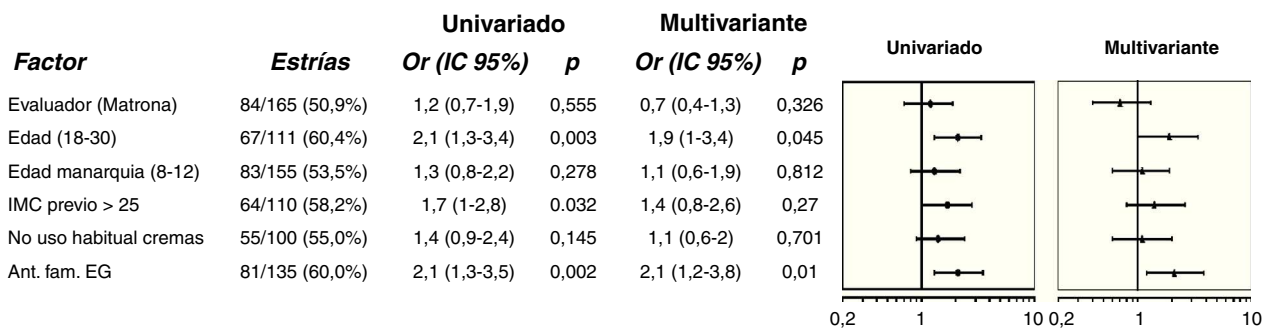 Univariado Multivariante
Univariado Multivariante
Factor Estrías Or (IC 95%) p Or (IC 95%) p
Evaluador (Matrona) 84/165 (50,9%) 1,2 (0,7-1,9) 0,555 0,7 (0,4-1,3) 0,326
Edad (18-30) 67/111 (60,4%) 2,1 (1,3-3,4) 0,003 1,9 (1-3,4) 0,045
Edad manarquia (8-12) 83/155 (53,5%) 1,3 (0,8-2,2) 0,278 1,1 (0,6-1,9) 0,812
IMC previo > 25 64/110 (58,2%) 1,7 (1-2,8) 0.032 1,4 (0,8-2,6) 0,27
No uso habitual cremas 55/100 (55,0%) 1,4 (0,9-2,4) 0,145 1,1 (0,6-2) 0,701
Ant. fam. EG 81/135 (60,0%) 2,1 (1,3-3,5) 0,002 2,1 (1,2-3,8) 0,01
0,2 1 10 0,2 1 10